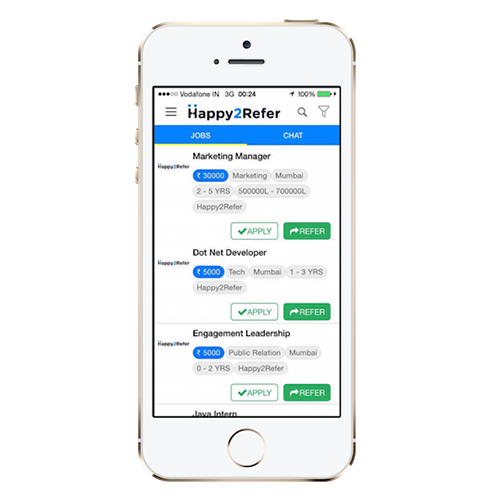 Vodafone IN 3G 00:24 100%
Happy2Refer
JOBS CHAT
Marketing Manager
Happy2Refer
₹ 30000 Marketing Mumbai
2 - 5 YRS 500000L - 700000L
Happy2Refer
APPLY REFER
Dot Net Developer
Happy2Refer
₹ 5000 Tech Mumbai 1 - 3 YRS
Happy2Refer
APPLY REFER
Engagement Leadership
Happy2Refer
₹ 5000 Public Relation Mumbai
0 - 2 YRS Happy2Refer
APPLY REFER
Java Intern